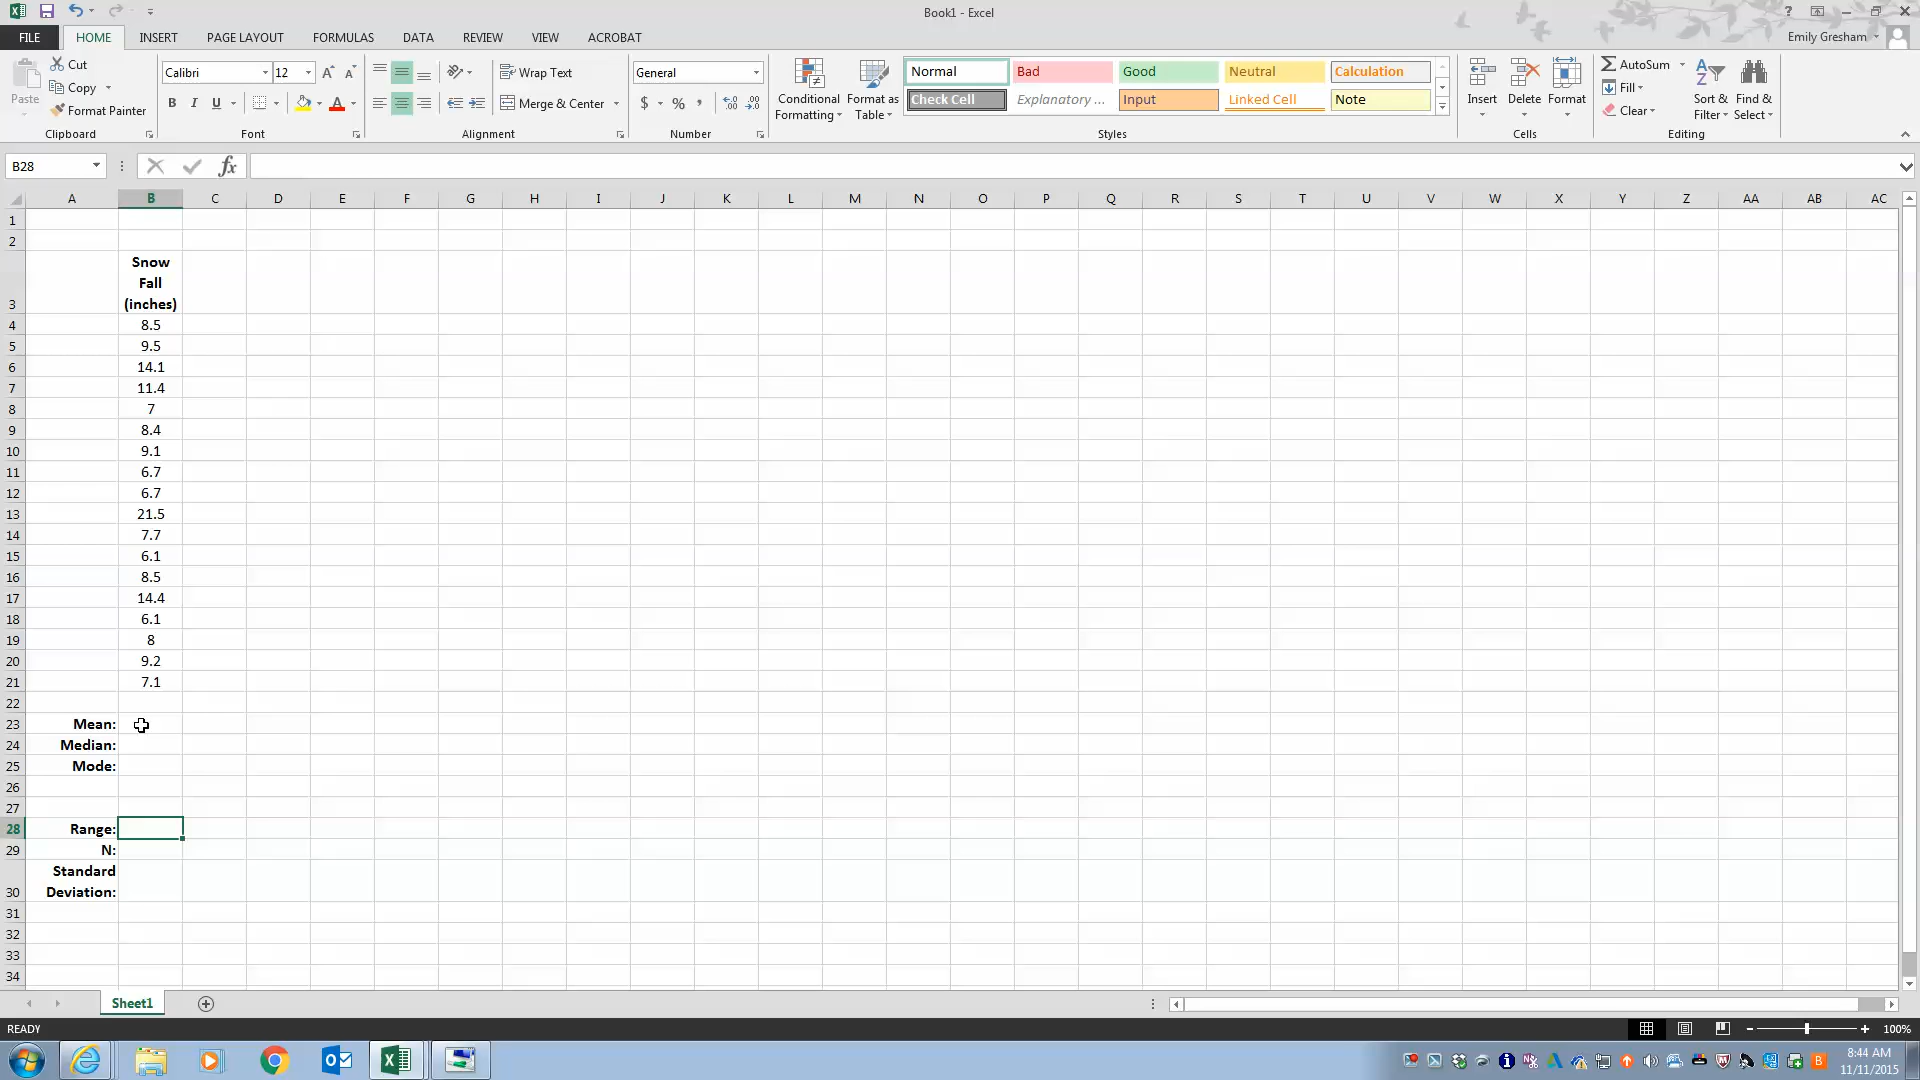 Book1 - Excel
FILE HOME INSERT PAGE LAYOUT FORMULAS DATA REVIEW VIEW ACROBAT Emily Gresham
Paste Cut Copy Format Painter Clipboard
Calibri 12 B I U A A A Font
Wrap Text Merge & Center Alignment
General $ % , Number
Conditional Formatting Format as Table
Normal Bad Good Neutral Calculation
Check Cell Explanatory ... Input Linked Cell Note
Styles
Insert Delete Format Cells
AutoSum Fill Clear Sort & Filter Find & Select Editing
B28 fx
A B C D E F G H I J K L M N O P Q R S T U V W X Y Z AA AB AC
1
2
3 Snow Fall (inches)
4 8.5
5 9.5
6 14.1
7 11.4
8 7
9 8.4
10 9.1
11 6.7
12 6.7
13 21.5
14 7.7
15 6.1
16 8.5
17 14.4
18 6.1
19 8
20 9.2
21 7.1
22
23 Mean:
24 Median:
25 Mode:
26
27
28 Range:
29 N:
30 Standard Deviation:
31
32
33
34
Sheet1
READY 100%
8:44 AM
11/11/2015